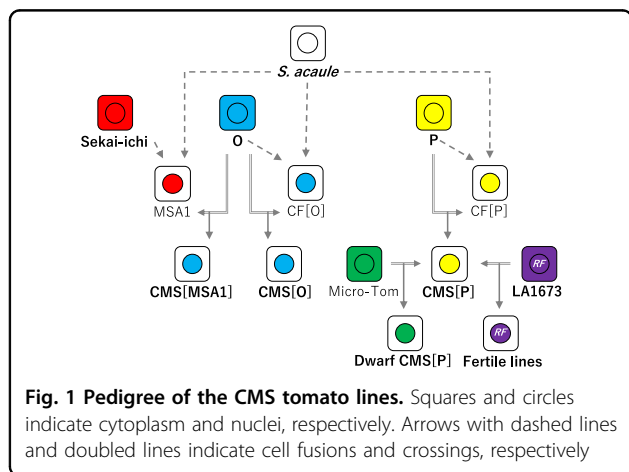 S. acaule
Sekai-ichi
O
P
MSA1
CF[O]
CF[P]
CMS[MSA1]
CMS[O]
Micro-Tom
CMS[P]
RF
LA1673
Dwarf CMS[P]
RF
Fertile lines
Fig. 1 Pedigree of the CMS tomato lines. Squares and circles
indicate cytoplasm and nuclei, respectively. Arrows with dashed lines
and doubled lines indicate cell fusions and crossings, respectively